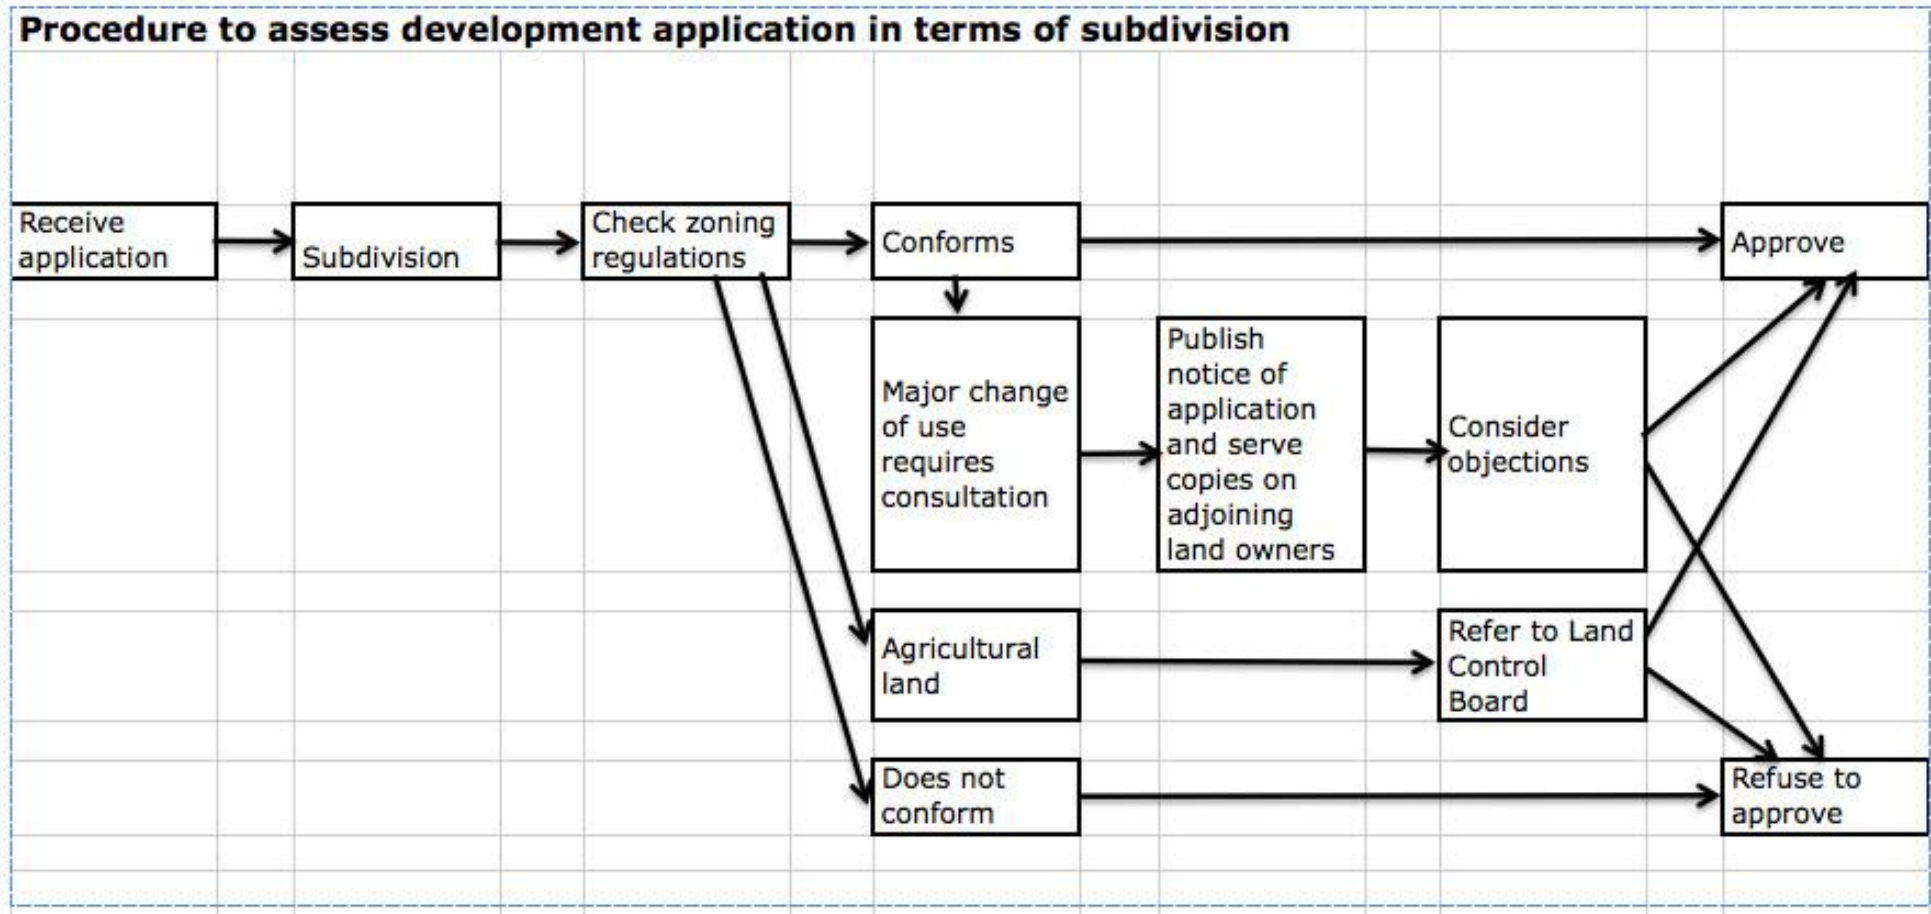 Procedure to assess development application in terms of subdivision
Receive
application
Subdivision
Check zoning
regulations
Conforms
Approve
Major change
of use
requires
consultation
Publish
notice of
application
and serve
copies on
adjoining
land owners
Consider
objections
Agricultural
land
Refer to Land
Control
Board
Does not
conform
Refuse to
approve